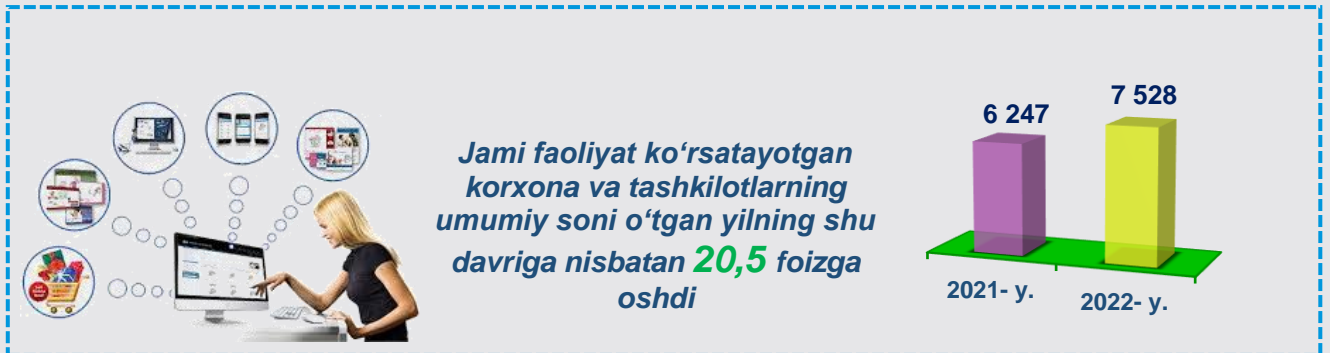 Jami faoliyat ko‘rsatayotgan
korxona va tashkilotlarning
umumiy soni o‘tgan yilning shu
davriga nisbatan 20,5 foizga
oshdi
6 247
7 528
2021- y.
2022- y.